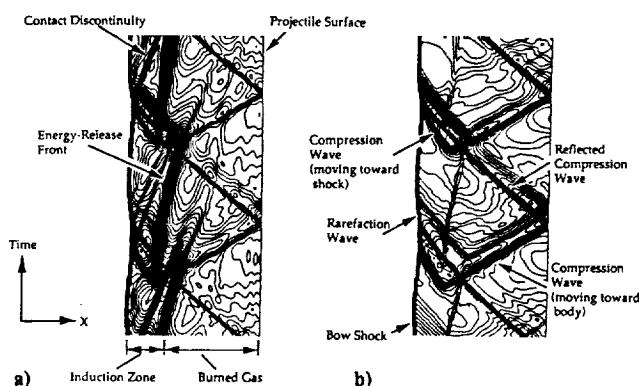 Contact Discontinuity
Projectile Surface
Energy-Release
Front
Time
X
Induction Zone
Burned Gas
a)
Compression
Wave
(moving toward
shock)
Reflected
Compression
Wave
Rarefaction
Wave
Compression
Wave
(moving toward
body)
Bow Shock
b)